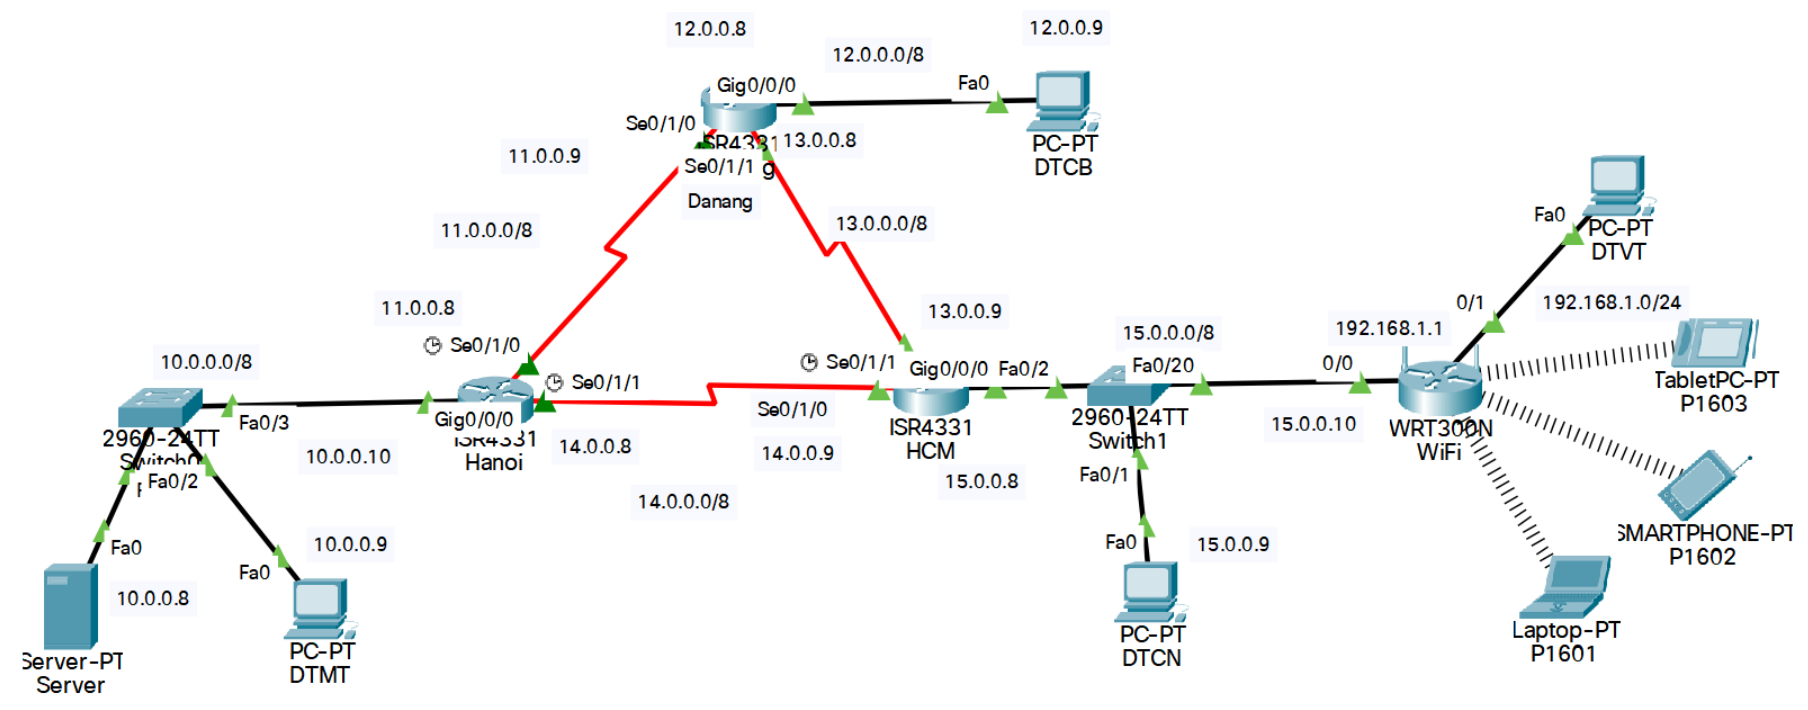 12.0.0.8
12.0.0.9
12.0.0.0/8
Gig0/0/0
Fa0
Se0/1/0
ISR4331
13.0.0.8
PC-PT
DTCB
11.0.0.9
Se0/1/1
g
Danang
11.0.0.0/8
13.0.0.0/8
Fa0
PC-PT
DTVT
11.0.0.8
13.0.0.9
0/1
192.168.1.0/24
Se0/1/0
15.0.0.0/8
192.168.1.1
10.0.0.0/8
Se0/1/1
Se0/1/1
Gig0/0/0
Fa0/2
Fa0/20
0/0
TabletPC-PT
P1603
Fa0/3
Gig0/0/0
Se0/1/0
2960-24TT
Switch0
ISR4331
Hanoi
ISR4331
HCM
2960-24TT
Switch1
15.0.0.10
WRT300N
WiFi
10.0.0.10
14.0.0.8
14.0.0.9
Fa0/2
Fa0/1
15.0.0.8
14.0.0.0/8
SMARTPHONE-PT
P1602
Fa0
10.0.0.9
Fa0
15.0.0.9
Fa0
10.0.0.8
Server-PT
Server
PC-PT
DTMT
PC-PT
DTCN
Laptop-PT
P1601